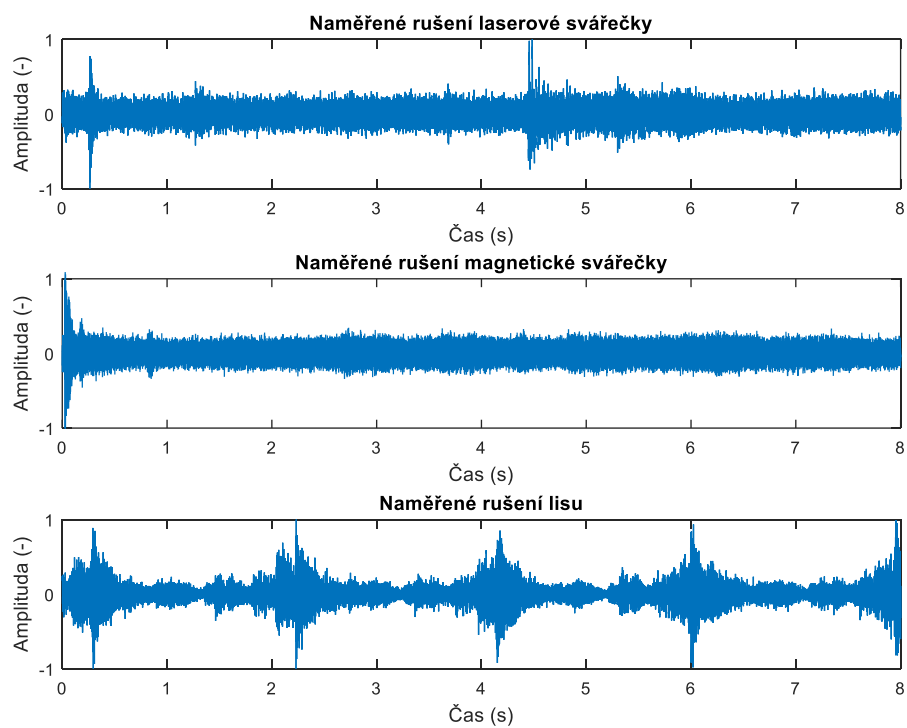 Naměřené rušení laserové svářečky
1
0
-1
Amplituda (-)
0 1 2 3 4 5 6 7 8
Čas (s)
Naměřené rušení magnetické svářečky
1
0
-1
Amplituda (-)
0 1 2 3 4 5 6 7 8
Čas (s)
Naměřené rušení lisu
1
0
-1
Amplituda (-)
0 1 2 3 4 5 6 7 8
Čas (s)